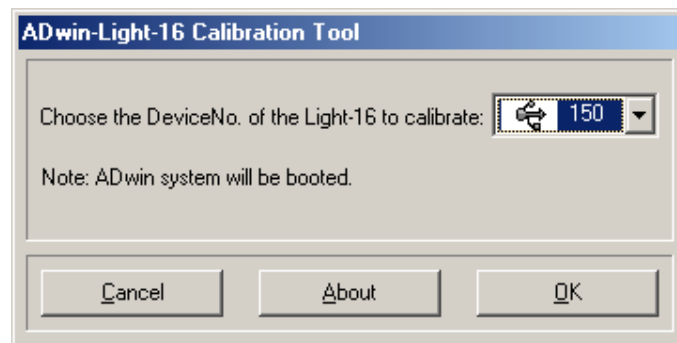 ADwin-Light-16 Calibration Tool
Choose the DeviceNo. of the Light-16 to calibrate: 150
Note: ADwin system will be booted.
Cancel About OK